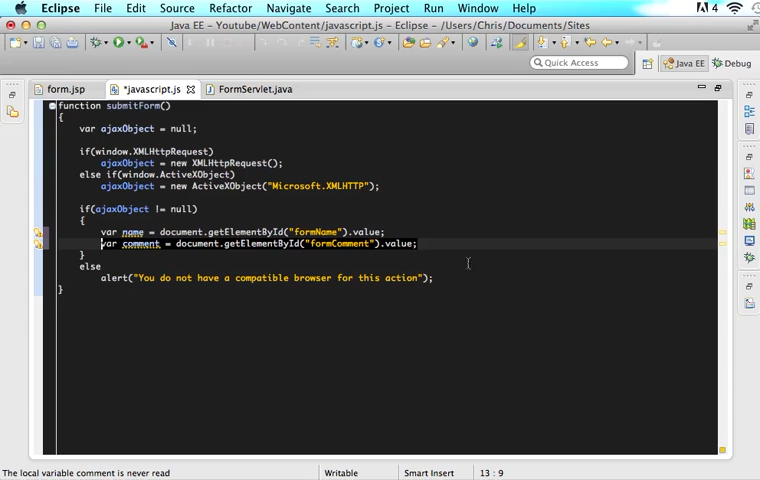 Eclipse File Edit Source Refactor Navigate Search Project Run Window Help 4
Java EE - Youtube/WebContent/javascript.js - Eclipse - /Users/Chris/Documents/Sites
Quick Access Java EE Debug
form.jsp *javascript.js FormServlet.java
function submitForm()
{
var ajaxObject = null;
if(window.XMLHttpRequest)
ajaxObject = new XMLHttpRequest();
else if(window.ActiveXObject)
ajaxObject = new ActiveXObject("Microsoft.XMLHTTP");
if(ajaxObject != null)
{
var name = document.getElementById("formName").value;
var comment = document.getElementById("formComment").value;
}
else
alert("You do not have a compatible browser for this action");
}
The local variable comment is never read Writable Smart Insert 13 : 9